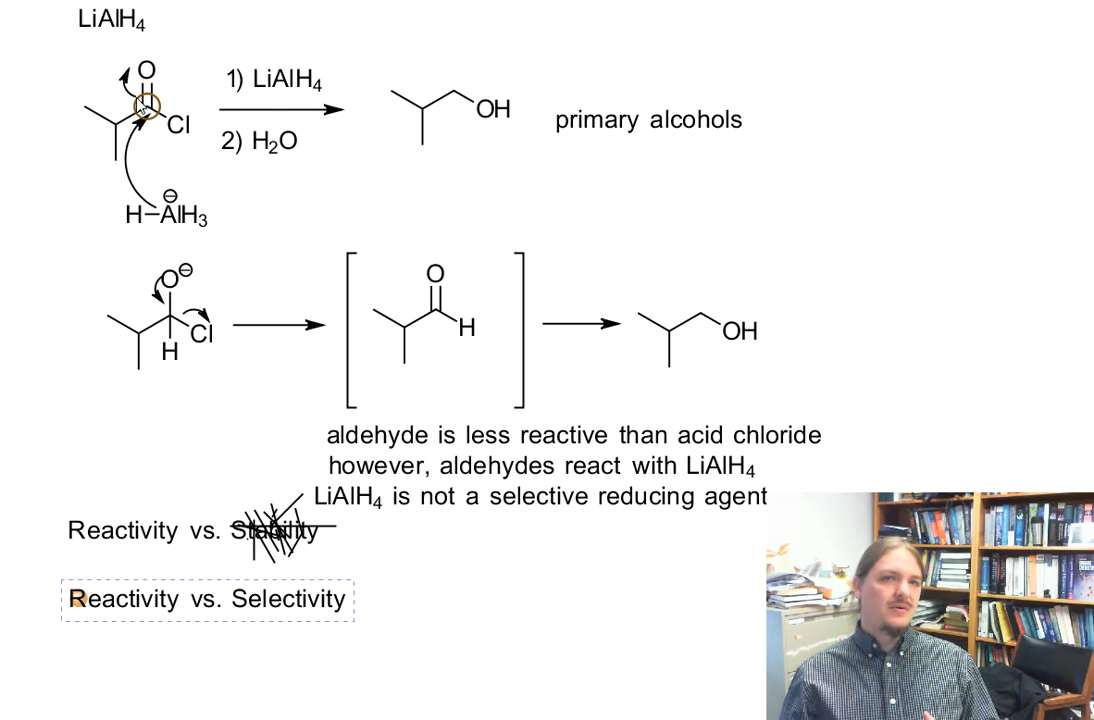 LiAlH₄
O
Cl
1) LiAlH₄
2) H₂O
OH
primary alcohols
H–AlH₃
⊖
O⊖
Cl
H
O
H
OH
aldehyde is less reactive than acid chloride
however, aldehydes react with LiAlH₄
LiAlH₄ is not a selective reducing agent
Reactivity vs. Stability
Reactivity vs. Selectivity